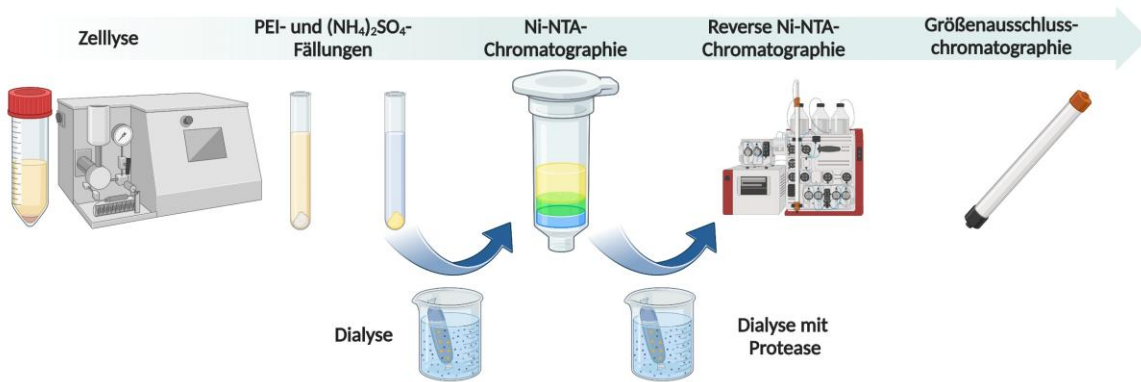 Zelllyse
PEI- und (NH₄)₂SO₄-
Fällungen
Ni-NTA-
Chromatographie
Reverse Ni-NTA-
Chromatographie
Größenausschluss-
chromatographie
Dialyse
Dialyse mit
Protease